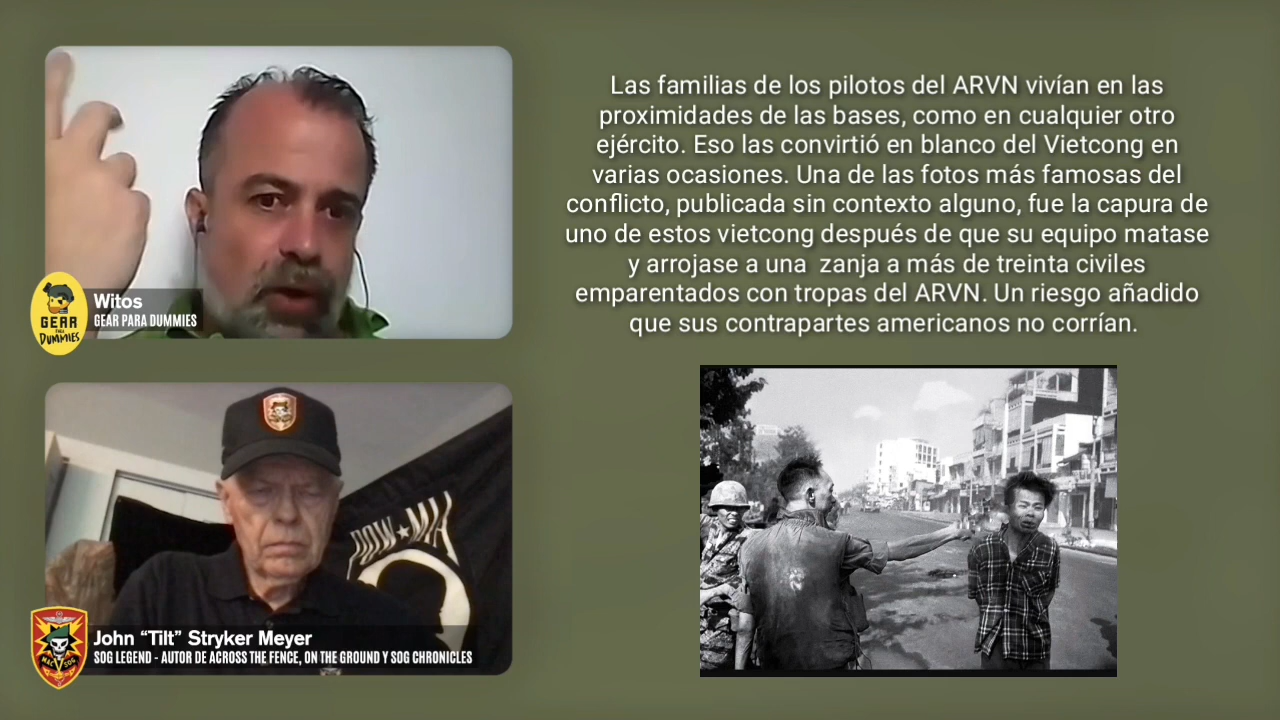 Las familias de los pilotos del ARVN vivían en las
proximidades de las bases, como en cualquier otro
ejército. Eso las convirtió en blanco del Vietcong en
varias ocasiones. Una de las fotos más famosas del
conflicto, publicada sin contexto alguno, fue la capura de
uno de estos vietcong después de que su equipo matase
y arrojase a una  zanja a más de treinta civiles
emparentados con tropas del ARVN. Un riesgo añadido
que sus contrapartes americanos no corrían.
Witos
GEAR PARA DUMMIES
GEAR
PARA
DUMMIES
POW★MIA
John “Tilt” Stryker Meyer
SOG LEGEND - AUTOR DE ACROSS THE FENCE, ON THE GROUND Y SOG CHRONICLES
MAC V SOG